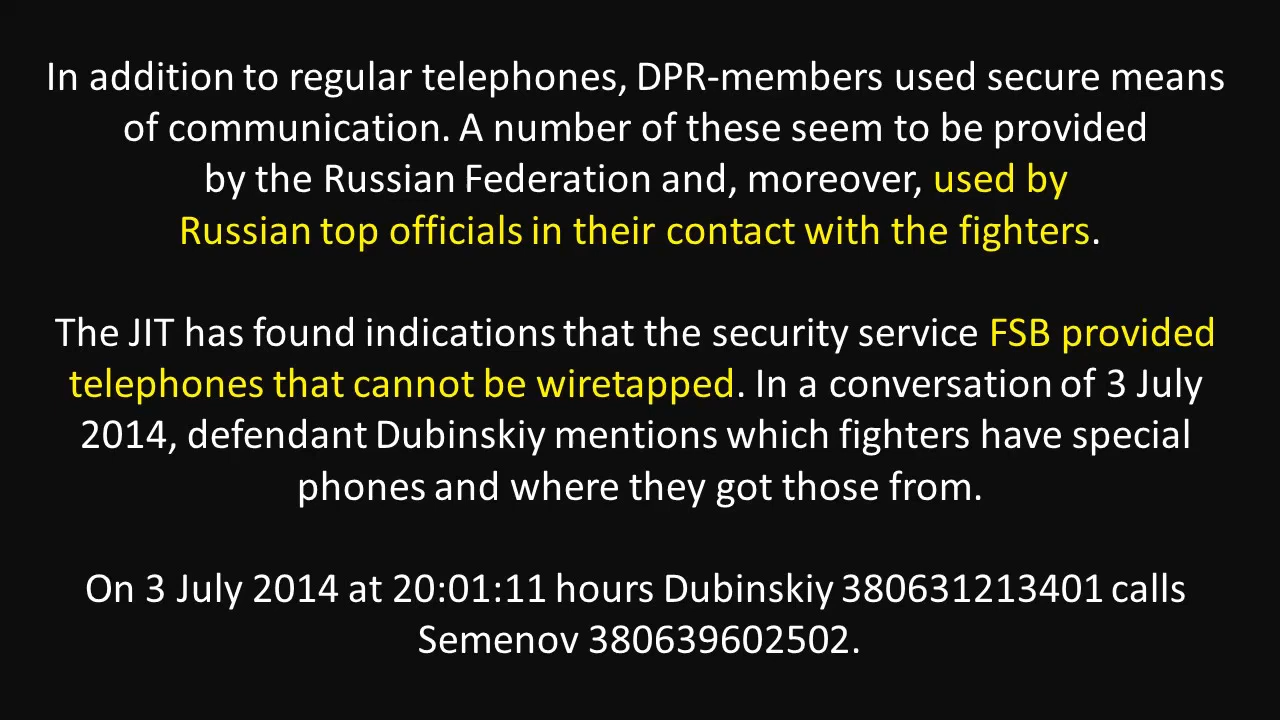 In addition to regular telephones, DPR-members used secure means
of communication. A number of these seem to be provided
by the Russian Federation and, moreover, used by
Russian top officials in their contact with the fighters.
The JIT has found indications that the security service FSB provided
telephones that cannot be wiretapped. In a conversation of 3 July
2014, defendant Dubinskiy mentions which fighters have special
phones and where they got those from.
On 3 July 2014 at 20:01:11 hours Dubinskiy 380631213401 calls
Semenov 380639602502.